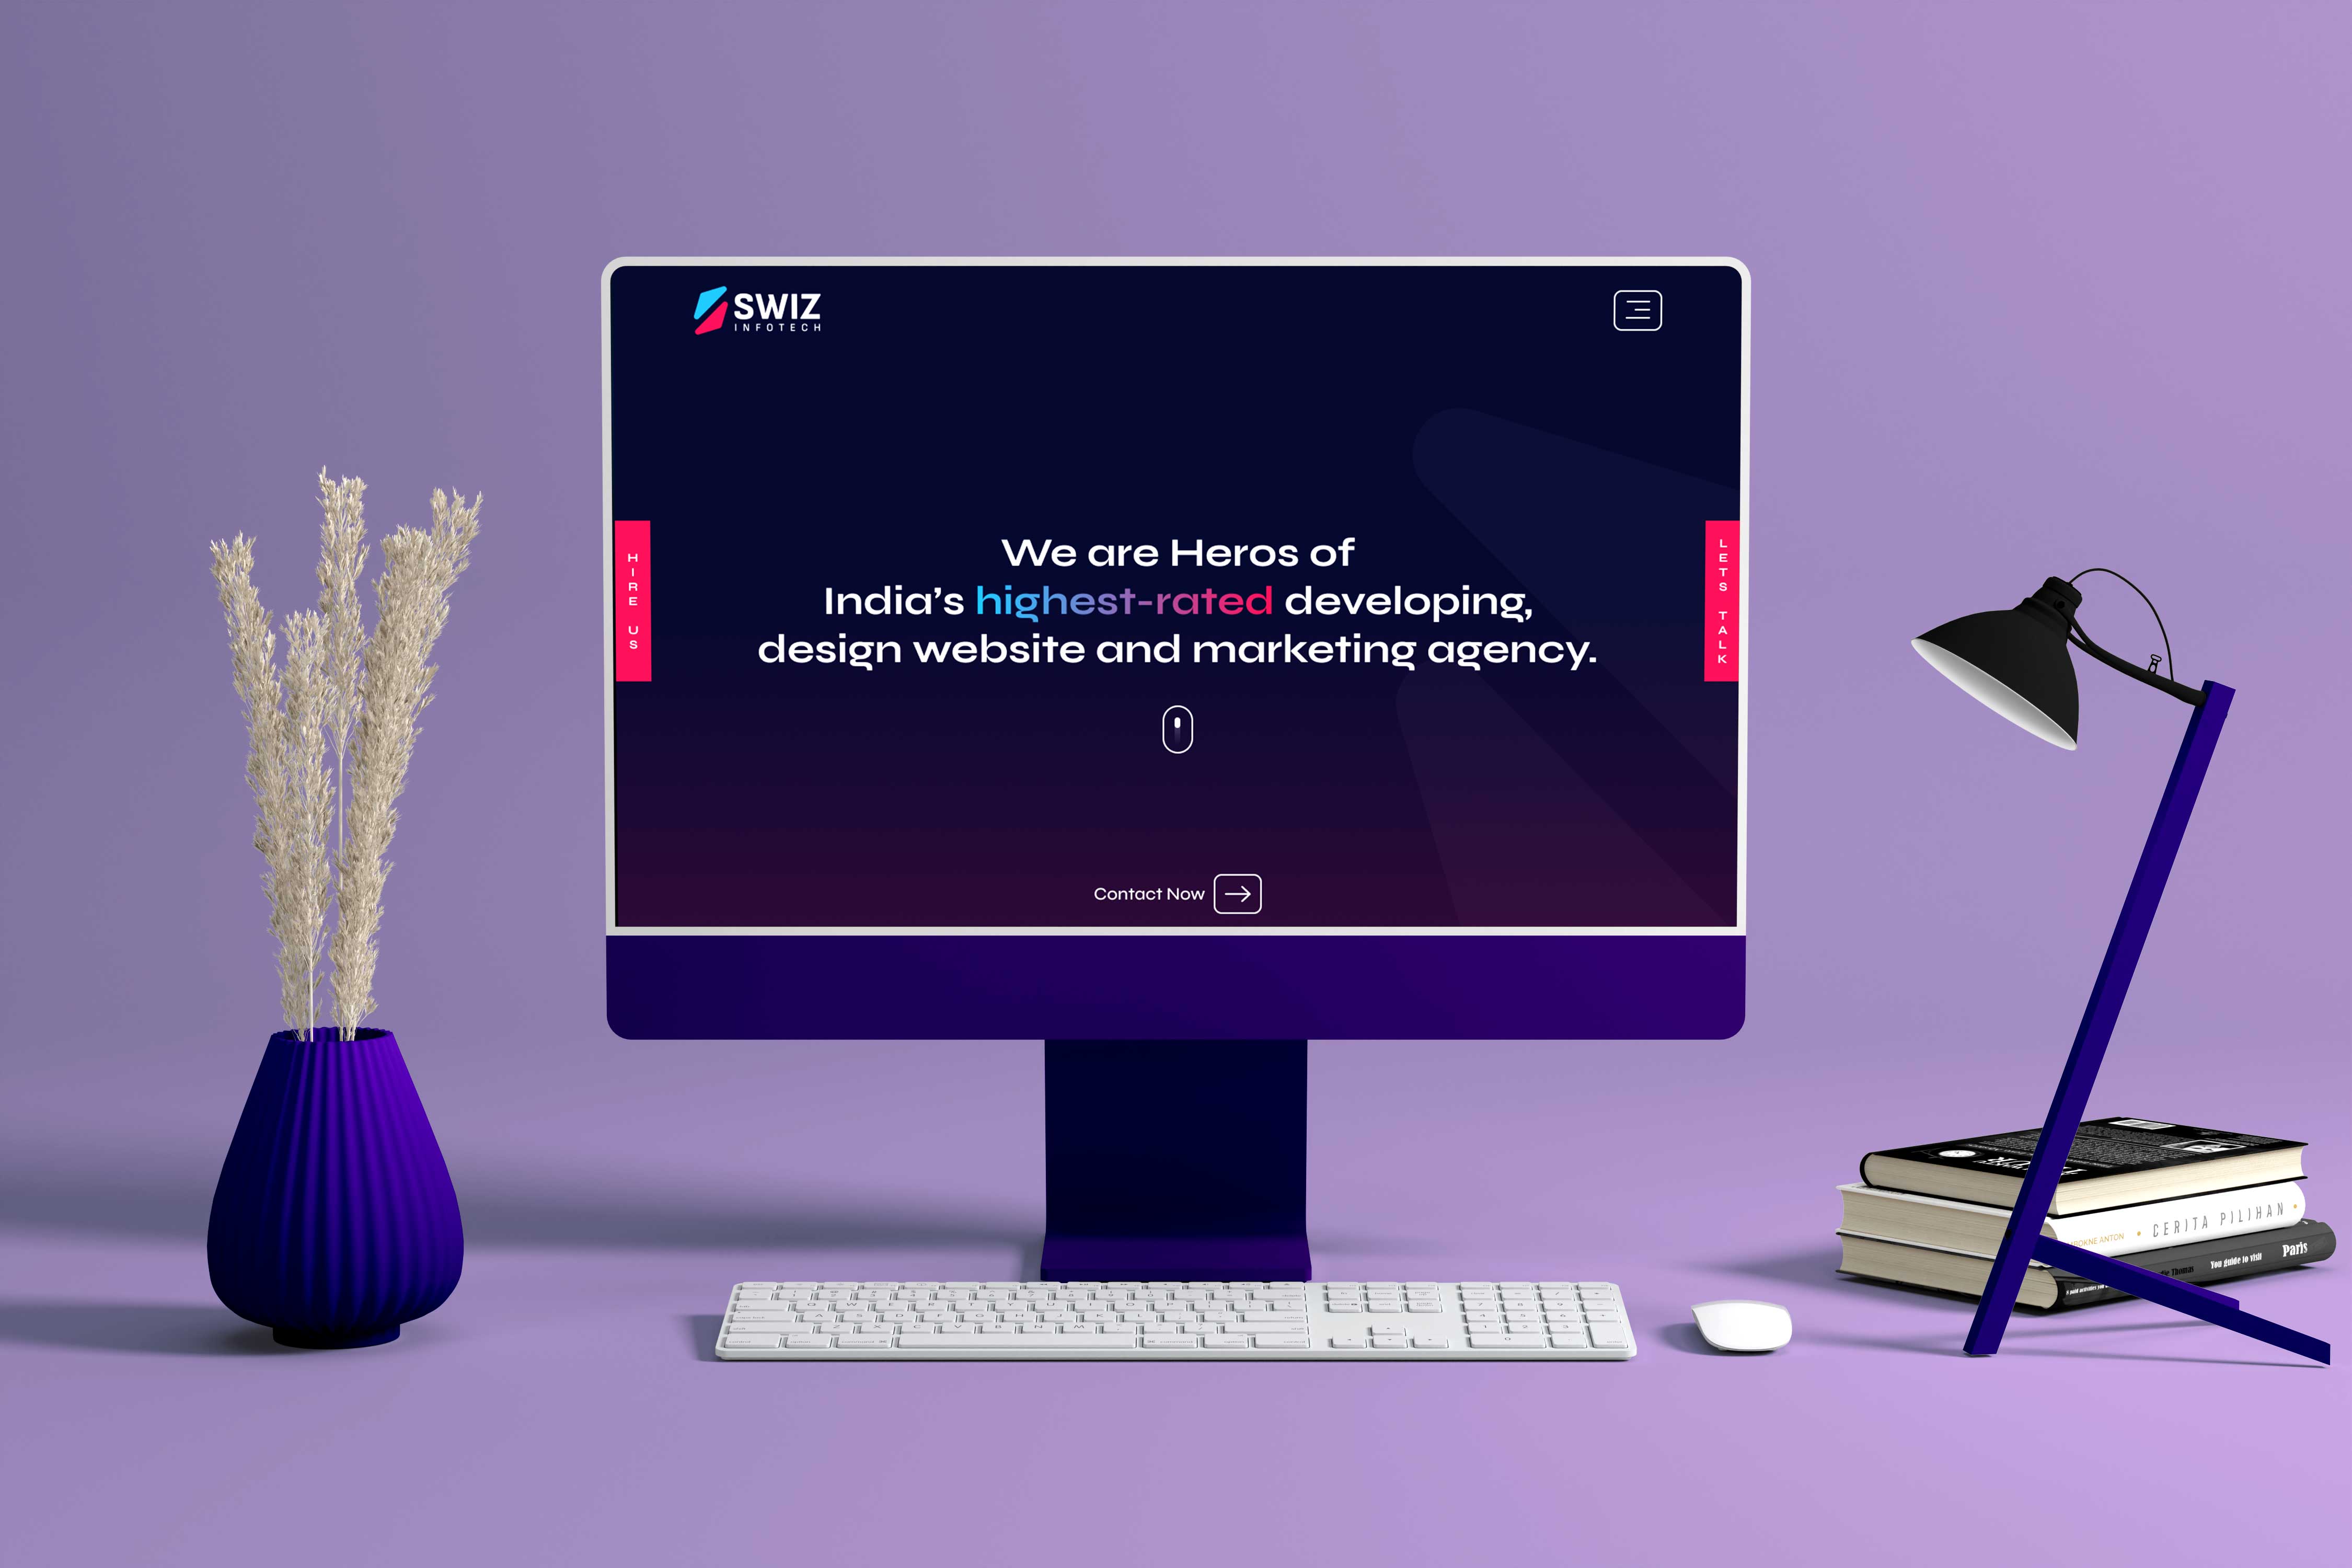 SWIZ
INFOTECH
HIRE US
LETS TALK
We are Heros of
India's highest-rated developing,
design website and marketing agency.
Contact Now
CERITA PILIHAN
You guide to visit Paris